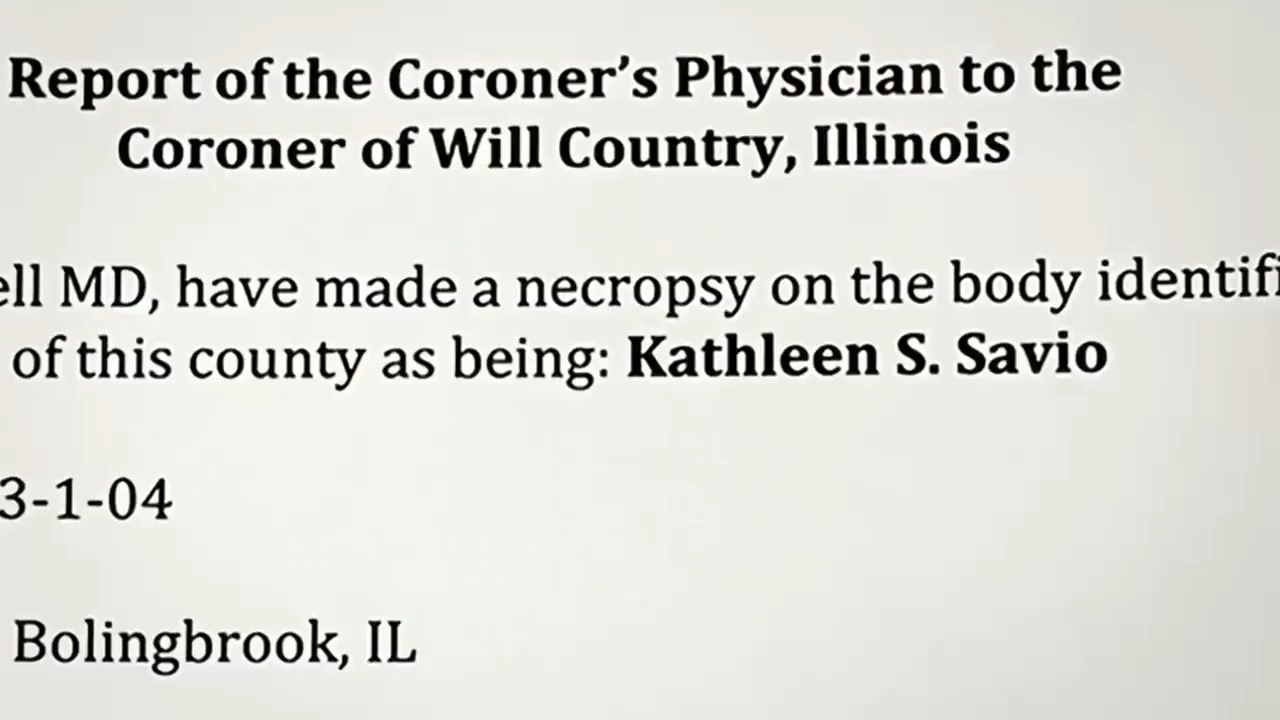 Report of the Coroner's Physician to the
Coroner of Will Country, Illinois
ell MD, have made a necropsy on the body identifi
of this county as being: Kathleen S. Savio
3-1-04
Bolingbrook, IL